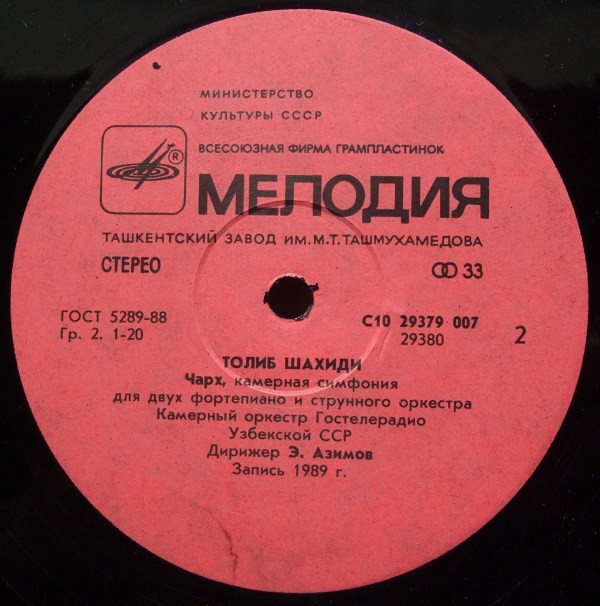 МИНИСТЕРСТВО
КУЛЬТУРЫ СССР
ВСЕСОЮЗНАЯ ФИРМА ГРАМПЛАСТИНОК
®
МЕЛОДИЯ
ТАШКЕНТСКИЙ ЗАВОД ИМ. М.Т. ТАШМУХАМЕДОВА
СТЕРЕО
33
ГОСТ 5289-88
Гр. 2. 1-20
С10 29379 007
29380
2
ТОЛИБ ШАХИДИ
Чарх, камерная симфония
для двух фортепиано и струнного оркестра
Камерный оркестр Гостелерадио
Узбекской ССР
Дирижер Э. Азимов
Запись 1989 г.